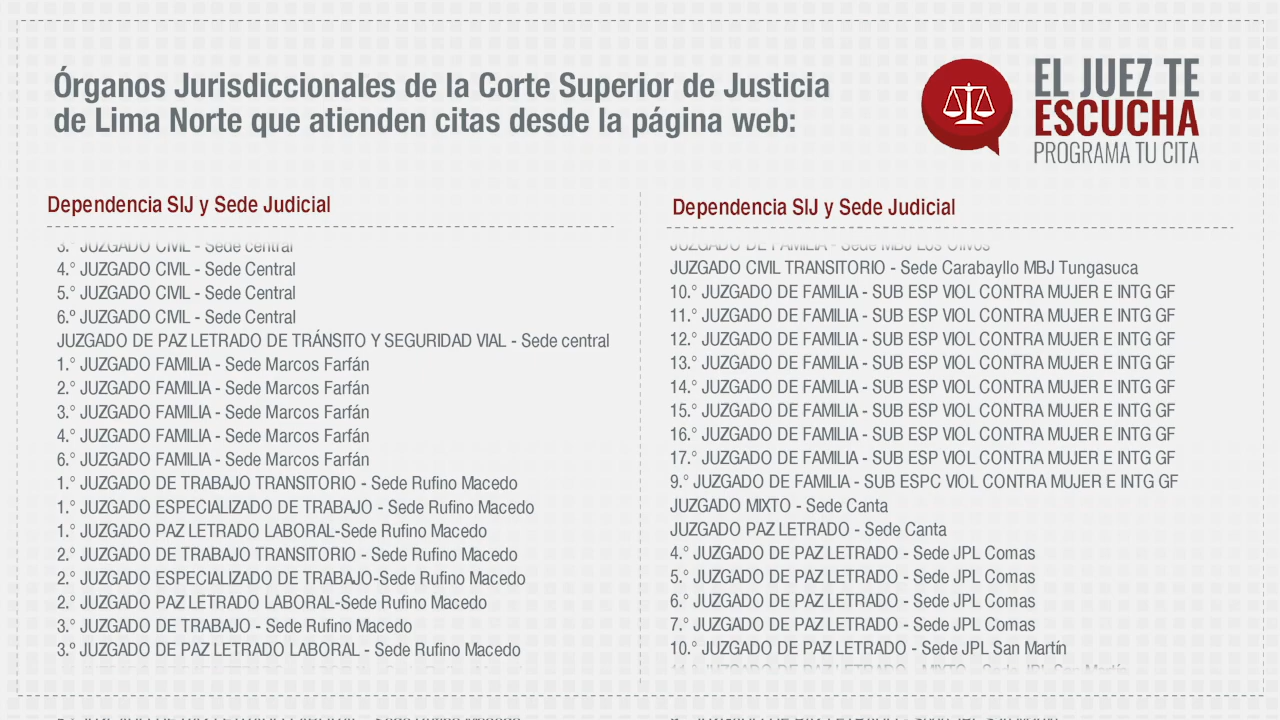 Órganos Jurisdiccionales de la Corte Superior de Justicia
de Lima Norte que atienden citas desde la página web:
EL JUEZ TE
ESCUCHA
PROGRAMA TU CITA
Dependencia SIJ y Sede Judicial
3.° JUZGADO CIVIL - Sede central
4.° JUZGADO CIVIL - Sede Central
5.° JUZGADO CIVIL - Sede Central
6.º JUZGADO CIVIL - Sede Central
JUZGADO DE PAZ LETRADO DE TRÁNSITO Y SEGURIDAD VIAL - Sede central
1.° JUZGADO FAMILIA - Sede Marcos Farfán
2.° JUZGADO FAMILIA - Sede Marcos Farfán
3.° JUZGADO FAMILIA - Sede Marcos Farfán
4.° JUZGADO FAMILIA - Sede Marcos Farfán
6.° JUZGADO FAMILIA - Sede Marcos Farfán
1.° JUZGADO DE TRABAJO TRANSITORIO - Sede Rufino Macedo
1.° JUZGADO ESPECIALIZADO DE TRABAJO - Sede Rufino Macedo
1.° JUZGADO PAZ LETRADO LABORAL-Sede Rufino Macedo
2.° JUZGADO DE TRABAJO TRANSITORIO - Sede Rufino Macedo
2.° JUZGADO ESPECIALIZADO DE TRABAJO-Sede Rufino Macedo
2.° JUZGADO PAZ LETRADO LABORAL-Sede Rufino Macedo
3.° JUZGADO DE TRABAJO - Sede Rufino Macedo
3.º JUZGADO DE PAZ LETRADO LABORAL - Sede Rufino Macedo
Dependencia SIJ y Sede Judicial
JUZGADO DE FAMILIA - Sede MBJ Los Olivos
JUZGADO CIVIL TRANSITORIO - Sede Carabayllo MBJ Tungasuca
10.° JUZGADO DE FAMILIA - SUB ESP VIOL CONTRA MUJER E INTG GF
11.° JUZGADO DE FAMILIA - SUB ESP VIOL CONTRA MUJER E INTG GF
12.° JUZGADO DE FAMILIA - SUB ESP VIOL CONTRA MUJER E INTG GF
13.° JUZGADO DE FAMILIA - SUB ESP VIOL CONTRA MUJER E INTG GF
14.° JUZGADO DE FAMILIA - SUB ESP VIOL CONTRA MUJER E INTG GF
15.° JUZGADO DE FAMILIA - SUB ESP VIOL CONTRA MUJER E INTG GF
16.° JUZGADO DE FAMILIA - SUB ESP VIOL CONTRA MUJER E INTG GF
17.° JUZGADO DE FAMILIA - SUB ESP VIOL CONTRA MUJER E INTG GF
9.° JUZGADO DE FAMILIA - SUB ESPC VIOL CONTRA MUJER E INTG GF
JUZGADO MIXTO - Sede Canta
JUZGADO PAZ LETRADO - Sede Canta
4.° JUZGADO DE PAZ LETRADO - Sede JPL Comas
5.° JUZGADO DE PAZ LETRADO - Sede JPL Comas
6.° JUZGADO DE PAZ LETRADO - Sede JPL Comas
7.° JUZGADO DE PAZ LETRADO - Sede JPL Comas
10.° JUZGADO DE PAZ LETRADO - Sede JPL San Martín